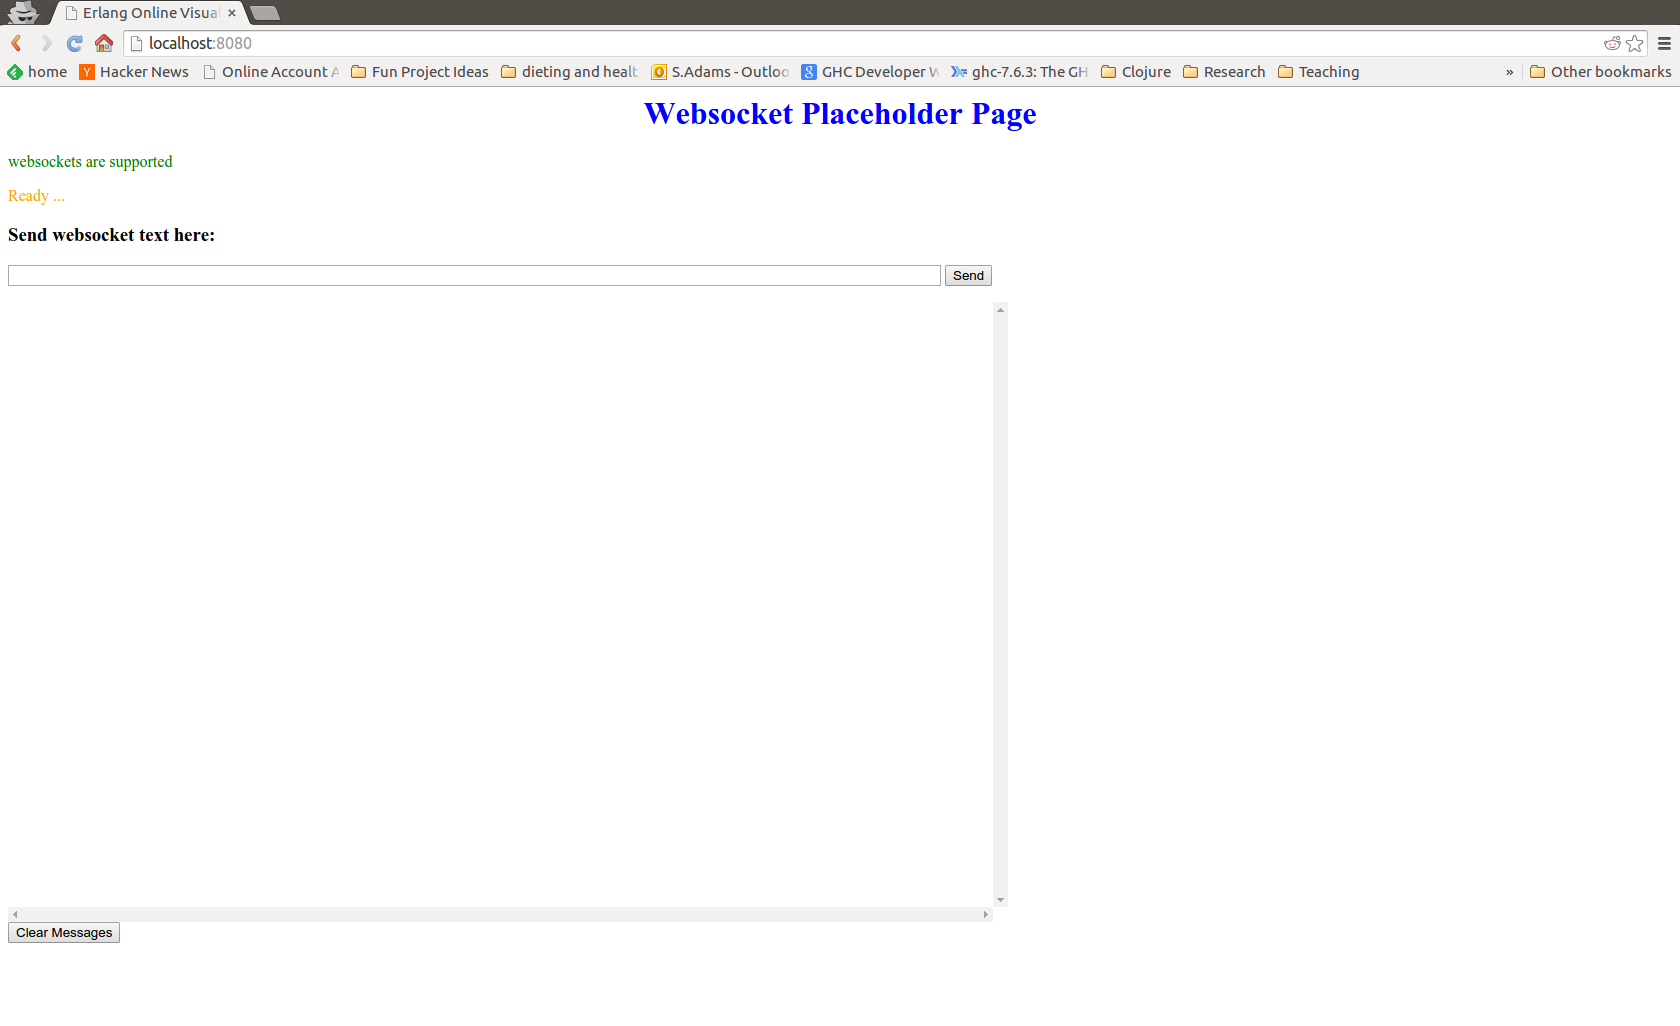 Erlang Online Visua
localhost:8080
home Hacker News Online Account A Fun Project Ideas dieting and healt S.Adams - Outloo GHC Developer W ghc-7.6.3: The GH Clojure Research Teaching » Other bookmarks
Websocket Placeholder Page
websockets are supported
Ready ...
Send websocket text here:
Send
Clear Messages